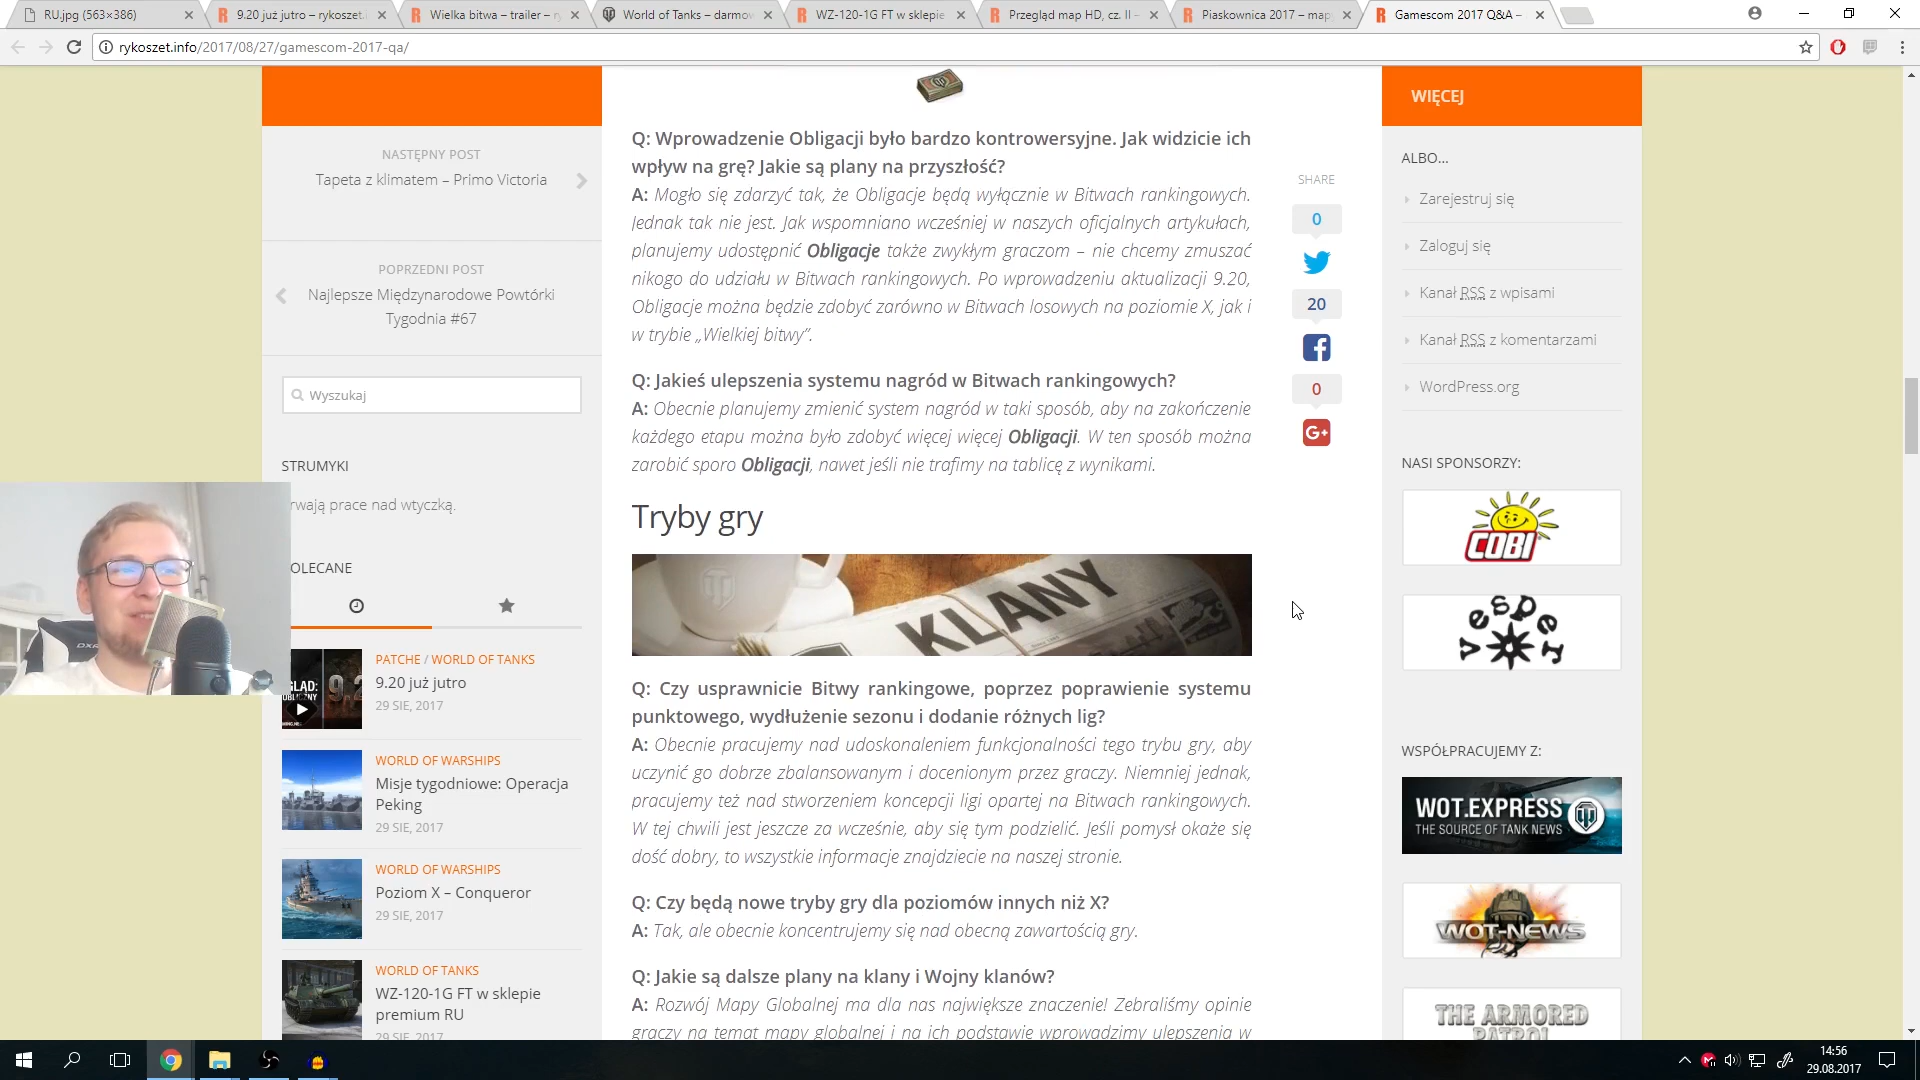 RU.jpg (563×386)
9.20 już jutro – rykoszet.in
Wielka bitwa – trailer – ry
World of Tanks – darmow
WZ-120-1G FT w sklepie
Przegląd map HD, cz. II –
Piaskownica 2017 – map
Gamescom 2017 Q&A –
rykoszet.info/2017/08/27/gamescom-2017-qa/
NASTĘPNY POST
Tapeta z klimatem – Primo Victoria
POPRZEDNI POST
Najlepsze Międzynarodowe Powtórki
Tygodnia #67
Wyszukaj
STRUMYKI
rwają prace nad wtyczką.
OLECANE
PATCHE / WORLD OF TANKS
9.20 już jutro
29 SIE, 2017
WORLD OF WARSHIPS
Misje tygodniowe: Operacja
Peking
29 SIE, 2017
WORLD OF WARSHIPS
Poziom X – Conqueror
29 SIE, 2017
WORLD OF TANKS
WZ-120-1G FT w sklepie
premium RU
29 SIE, 2017
Q: Wprowadzenie Obligacji było bardzo kontrowersyjne. Jak widzicie ich
wpływ na grę? Jakie są plany na przyszłość?
A: Mogło się zdarzyć tak, że Obligacje będą wyłącznie w Bitwach rankingowych.
Jednak tak nie jest. Jak wspomniano wcześniej w naszych oficjalnych artykułach,
planujemy udostępnić Obligacje także zwykłym graczom – nie chcemy zmuszać
nikogo do udziału w Bitwach rankingowych. Po wprowadzeniu aktualizacji 9.20,
Obligacje można będzie zdobyć zarówno w Bitwach losowych na poziomie X, jak i
w trybie „Wielkiej bitwy”.
Q: Jakieś ulepszenia systemu nagród w Bitwach rankingowych?
A: Obecnie planujemy zmienić system nagród w taki sposób, aby na zakończenie
każdego etapu można było zdobyć więcej więcej Obligacji. W ten sposób można
zarobić sporo Obligacji, nawet jeśli nie trafimy na tablicę z wynikami.
Tryby gry
KLANY
Q: Czy usprawnicie Bitwy rankingowe, poprzez poprawienie systemu
punktowego, wydłużenie sezonu i dodanie różnych lig?
A: Obecnie pracujemy nad udoskonaleniem funkcjonalności tego trybu gry, aby
uczynić go dobrze zbalansowanym i docenionym przez graczy. Niemniej jednak,
pracujemy też nad stworzeniem koncepcji ligi opartej na Bitwach rankingowych.
W tej chwili jest jeszcze za wcześnie, aby się tym podzielić. Jeśli pomysł okaże się
dość dobry, to wszystkie informacje znajdziecie na naszej stronie.
Q: Czy będą nowe tryby gry dla poziomów innych niż X?
A: Tak, ale obecnie koncentrujemy się nad obecną zawartością gry.
Q: Jakie są dalsze plany na klany i Wojny klanów?
A: Rozwój Mapy Globalnej ma dla nas największe znaczenie! Zebraliśmy opinie
graczy na temat mapy globalnej i na ich podstawie wprowadzimy ulepszenia w
SHARE
0
20
0
G+
WIĘCEJ
ALBO...
Zarejestruj się
Zaloguj się
Kanał RSS z wpisami
Kanał RSS z komentarzami
WordPress.org
NASI SPONSORZY:
COBI
vesper
WSPÓŁPRACUJEMY Z:
WOT.EXPRESS
THE SOURCE OF TANK NEWS
WOT-NEWS
THE ARMORED
PATROL
14:56
29.08.2017